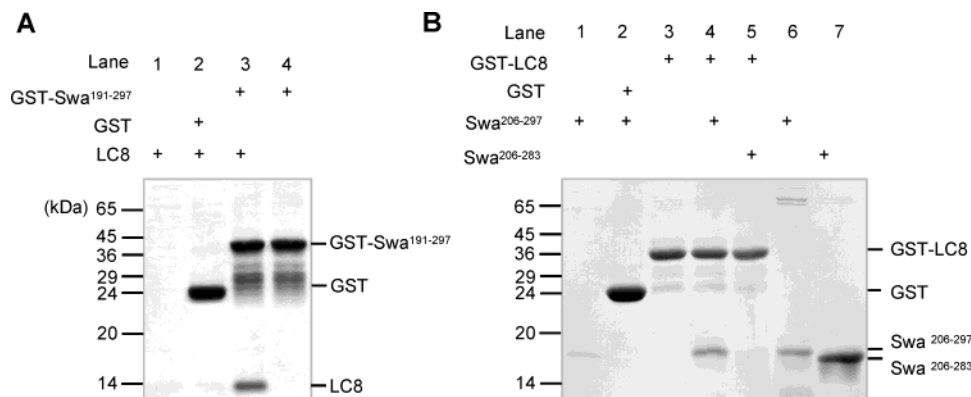 A
Lane 1 2 3 4
GST-Swa191-297 + +
GST +
LC8 + + +
(kDa)
65
45
36
29
24
20
14
GST-Swa191-297
GST
LC8
B
Lane 1 2 3 4 5 6 7
GST-LC8 + + +
GST +
Swa206-297 + + + +
Swa206-283 + +
65
45
36
29
24
20
14
GST-LC8
GST
Swa 206-297
Swa 206-283